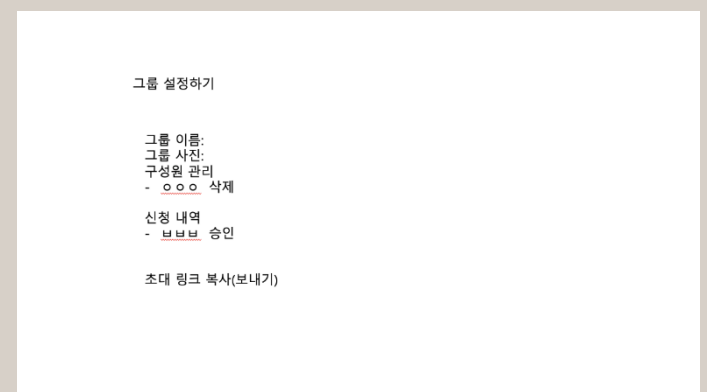 그룹 설정하기
그룹 이름:
그룹 사진:
구성원 관리
- ㅇㅇㅇ 삭제
신청 내역
- ㅂㅂㅂ 승인
초대 링크 복사(보내기)